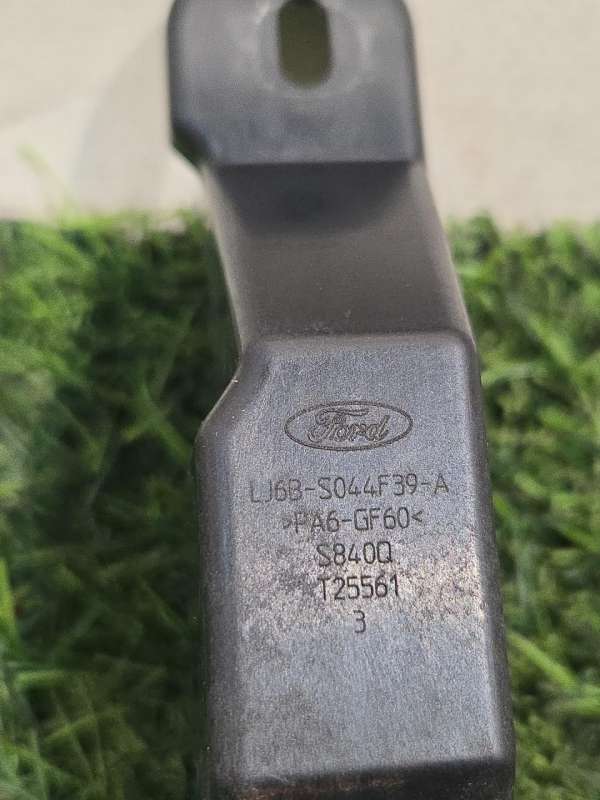 Ford
LJ6B-S044F39-A
>PA6-GF60<
S840Q
T25561
3